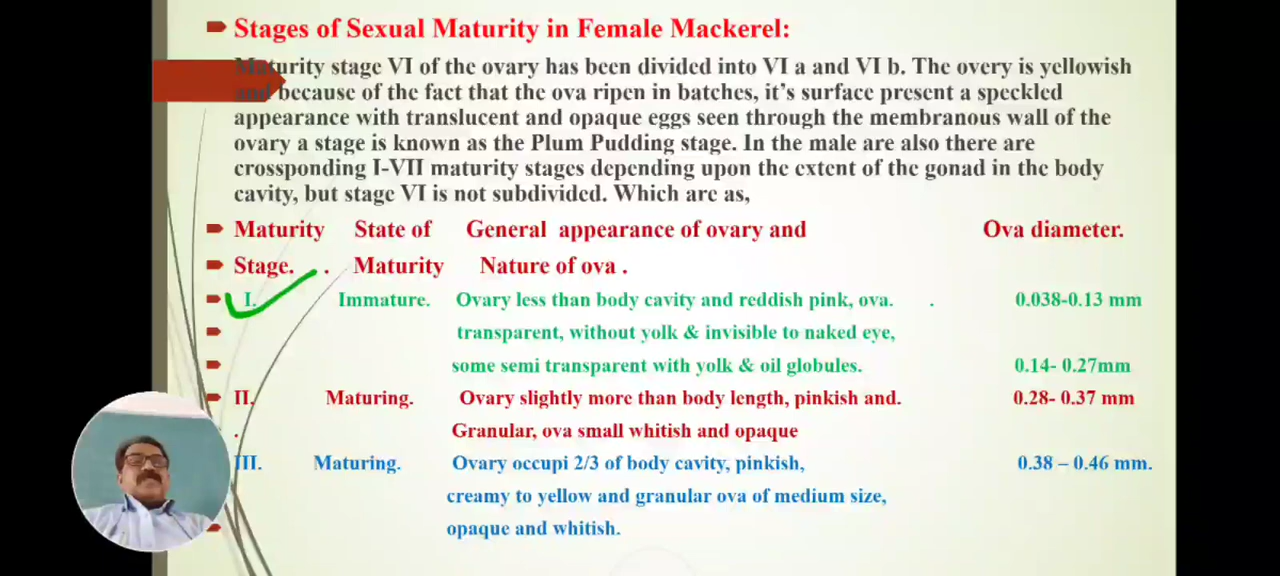 Stages of Sexual Maturity in Female Mackerel:
Maturity stage VI of the ovary has been divided into VI a and VI b. The overy is yellowish
and because of the fact that the ova ripen in batches, it's surface present a speckled
appearance with translucent and opaque eggs seen through the membranous wall of the
ovary a stage is known as the Plum Pudding stage. In the male are also there are
crossponding I-VII maturity stages depending upon the extent of the gonad in the body
cavity, but stage VI is not subdivided. Which are as,
Maturity State of General appearance of ovary and Ova diameter.
Stage. . Maturity Nature of ova .
I. Immature. Ovary less than body cavity and reddish pink, ova. . 0.038-0.13 mm
transparent, without yolk & invisible to naked eye,
some semi transparent with yolk & oil globules. 0.14- 0.27mm
II. Maturing. Ovary slightly more than body length, pinkish and. 0.28- 0.37 mm
. Granular, ova small whitish and opaque
III. Maturing. Ovary occupi 2/3 of body cavity, pinkish, 0.38 – 0.46 mm.
creamy to yellow and granular ova of medium size,
opaque and whitish.